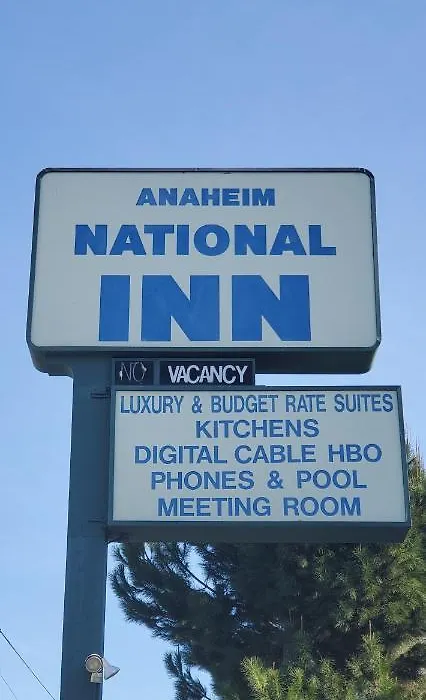 ANAHEIM
NATIONAL
INN
NO VACANCY
LUXURY & BUDGET RATE SUITES
KITCHENS
DIGITAL CABLE HBO
PHONES & POOL
MEETING ROOM